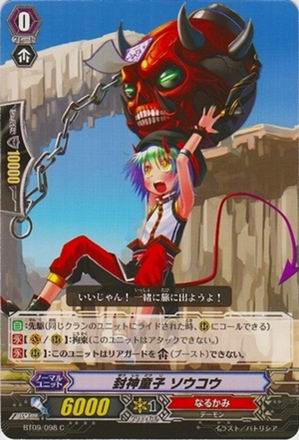 0
グレード
10000
いいじゃん! 一緒に旅に出ようよ!
:先駆(同じクランのユニットにライドされた時、 にコールできる)
:拘束(このユニットはアタックできない)
:このユニットはリアガードを (ブースト)できない。
ノーマル
ユニット
封神童子 ソウコウ
パワー
6000
1
なるかみ
デーモン
BT09/098 C
イラスト/パトリシア